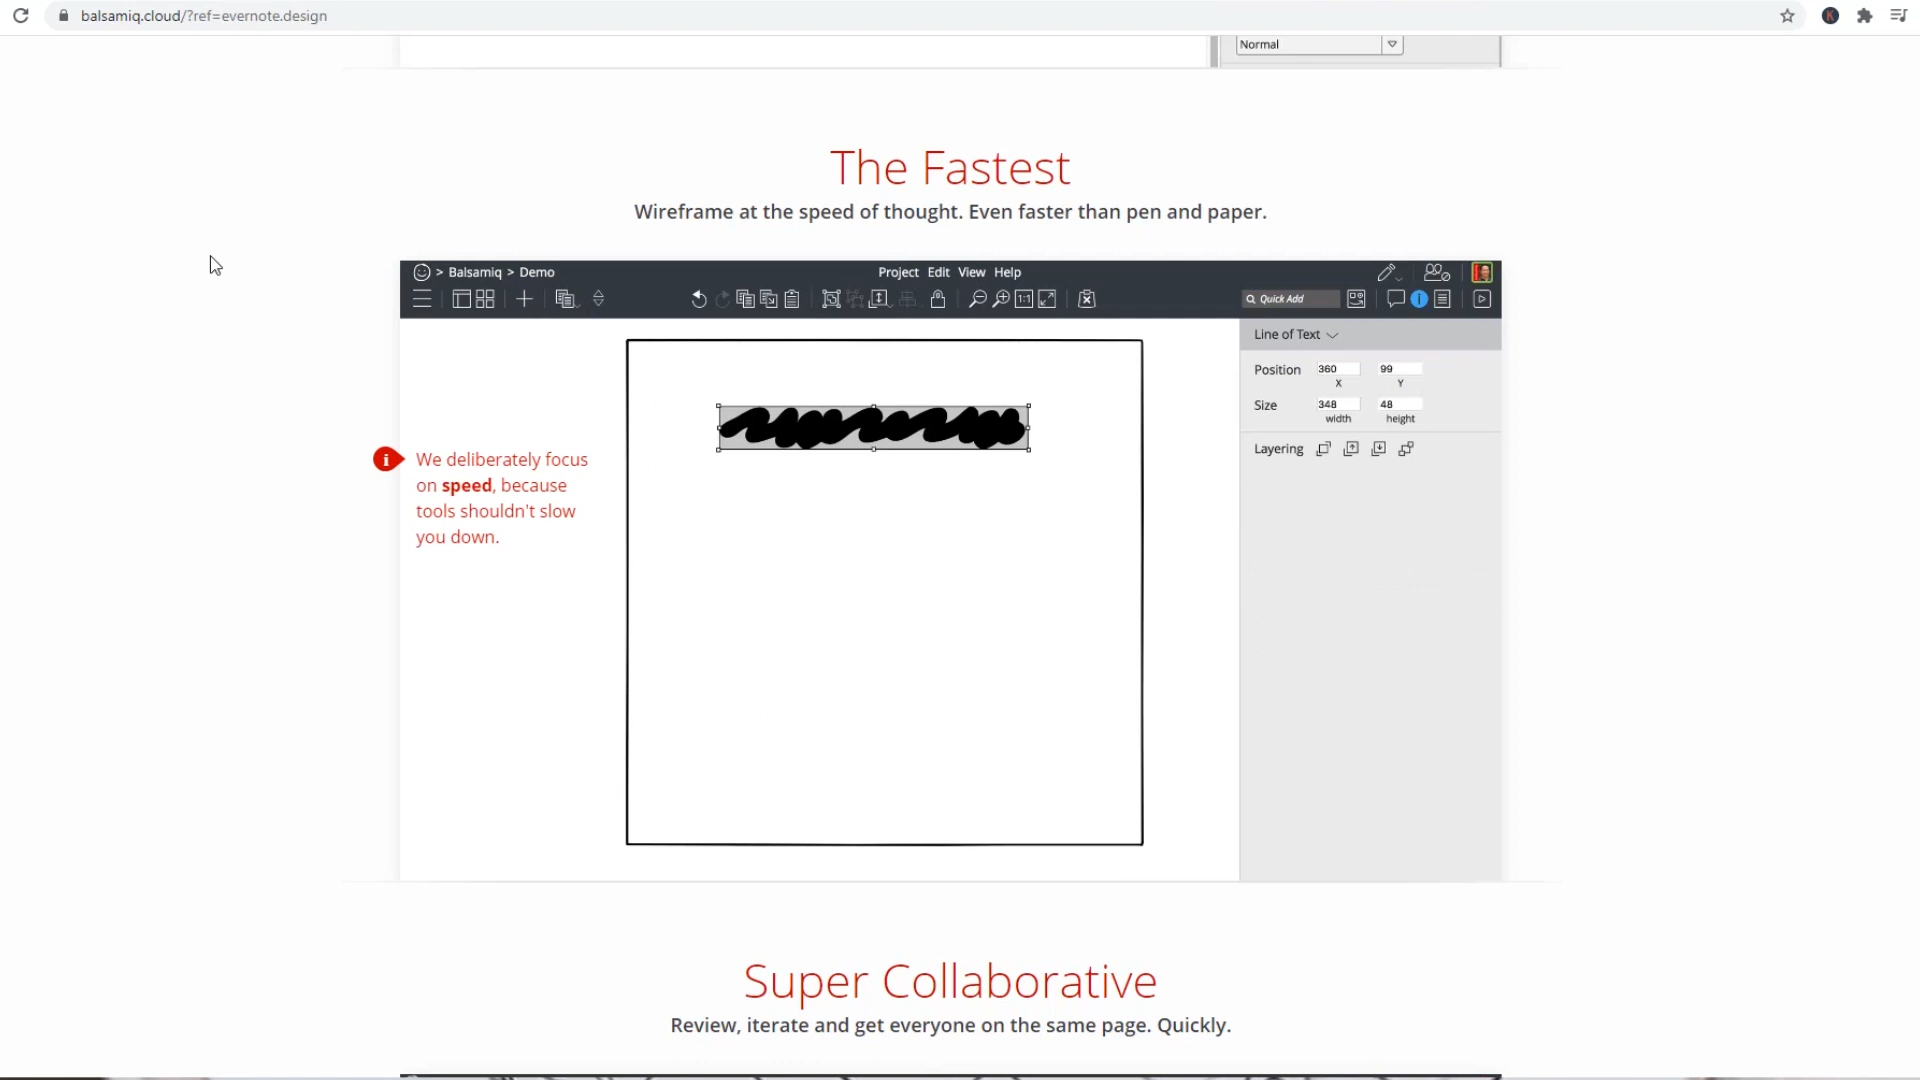 balsamiq.cloud/?ref=evernote.design
Normal
The Fastest
Wireframe at the speed of thought. Even faster than pen and paper.
> Balsamiq > Demo
Project Edit View Help
1:1
Quick Add
Line of Text
Position 360 99
X Y
Size 348 48
width height
Layering
We deliberately focus
on speed, because
tools shouldn't slow
you down.
Super Collaborative
Review, iterate and get everyone on the same page. Quickly.